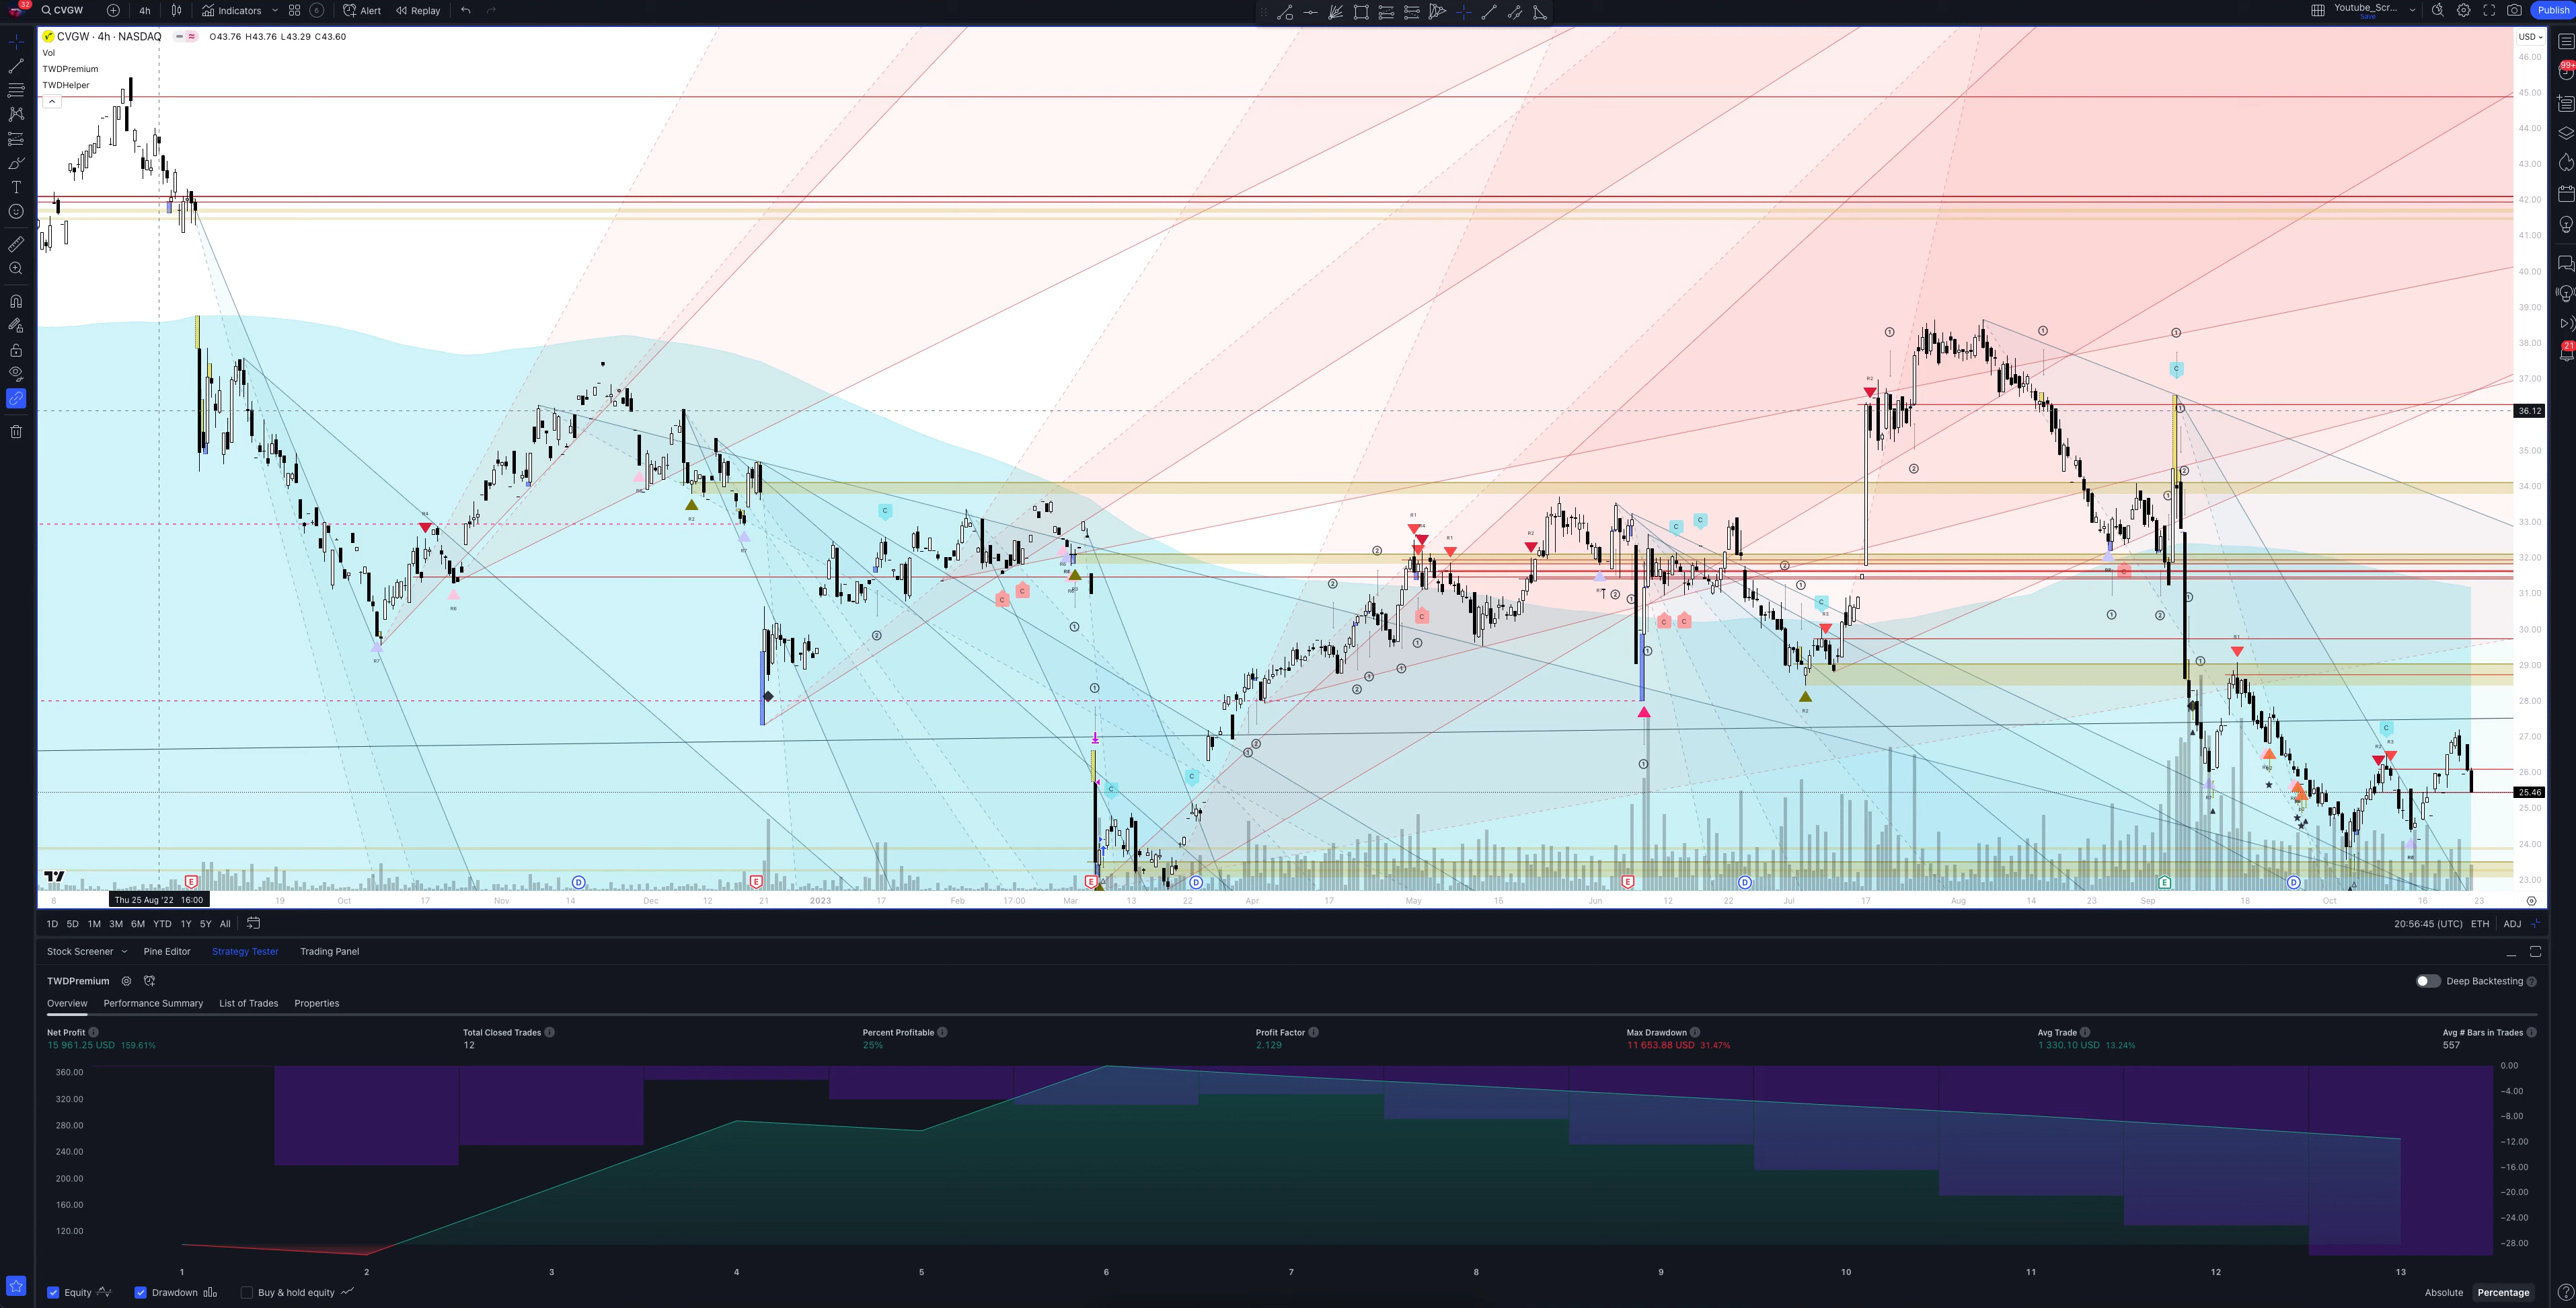 32
CVGW
4h
Indicators
6
Alert
Replay
Youtube_Scr...
Save
Publish
CVGW · 4h · NASDAQ
O43.76 H43.76 L43.29 C43.60
Vol
TWDPremium
TWDHelper
USD
46.00
45.00
44.00
43.00
42.00
41.00
40.00
39.00
38.00
37.00
36.12
35.00
34.00
33.00
32.00
31.00
30.00
29.00
28.00
27.00
26.00
25.46
25.00
24.00
23.00
99+
21
8
Thu 25 Aug '22 16:00
19
Oct
17
Nov
14
Dec
12
21
2023
17
Feb
17:00
Mar
13
22
Apr
17
May
15
Jun
12
22
Jul
17
Aug
14
23
Sep
18
Oct
16
23
1D 5D 1M 3M 6M YTD 1Y 5Y All
20:56:45 (UTC) ETH ADJ
Stock Screener
Pine Editor
Strategy Tester
Trading Panel
TWDPremium
Deep Backtesting
Overview
Performance Summary
List of Trades
Properties
Net Profit
15 961.25 USD 159.61%
Total Closed Trades
12
Percent Profitable
25%
Profit Factor
2.129
Max Drawdown
11 653.88 USD 31.47%
Avg Trade
1 330.10 USD 13.24%
Avg # Bars in Trades
557
360.00
320.00
280.00
240.00
200.00
160.00
120.00
0.00
−4.00
−8.00
−12.00
−16.00
−20.00
−24.00
−28.00
1 2 3 4 5 6 7 8 9 10 11 12 13
Equity
Drawdown
Buy & hold equity
Absolute
Percentage